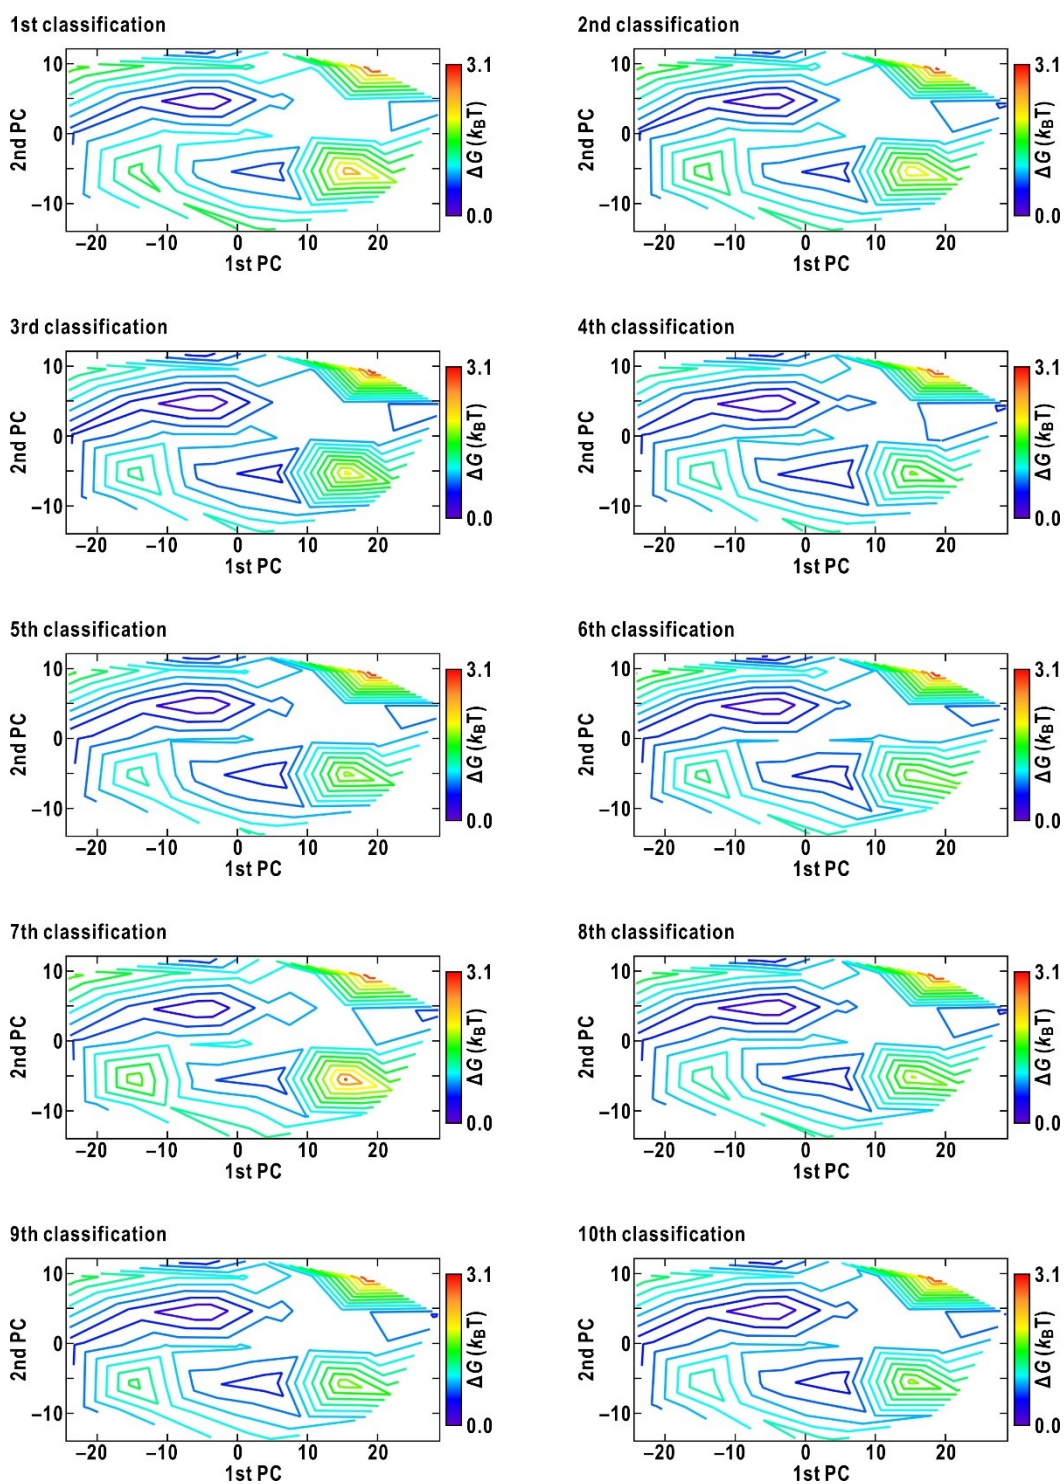 1st classification
10
0
–10
2nd PC
–20 –10 0 10 20
1st PC
3.1
ΔG (kBT)
0.0
2nd classification
10
0
–10
2nd PC
–20 –10 0 10 20
1st PC
3.1
ΔG (kBT)
0.0
3rd classification
10
0
–10
2nd PC
–20 –10 0 10 20
1st PC
3.1
ΔG (kBT)
0.0
4th classification
10
0
–10
2nd PC
–20 –10 0 10 20
1st PC
3.1
ΔG (kBT)
0.0
5th classification
10
0
–10
2nd PC
–20 –10 0 10 20
1st PC
3.1
ΔG (kBT)
0.0
6th classification
10
0
–10
2nd PC
–20 –10 0 10 20
1st PC
3.1
ΔG (kBT)
0.0
7th classification
10
0
–10
2nd PC
–20 –10 0 10 20
1st PC
3.1
ΔG (kBT)
0.0
8th classification
10
0
–10
2nd PC
–20 –10 0 10 20
1st PC
3.1
ΔG (kBT)
0.0
9th classification
10
0
–10
2nd PC
–20 –10 0 10 20
1st PC
3.1
ΔG (kBT)
0.0
10th classification
10
0
–10
2nd PC
–20 –10 0 10 20
1st PC
3.1
ΔG (kBT)
0.0